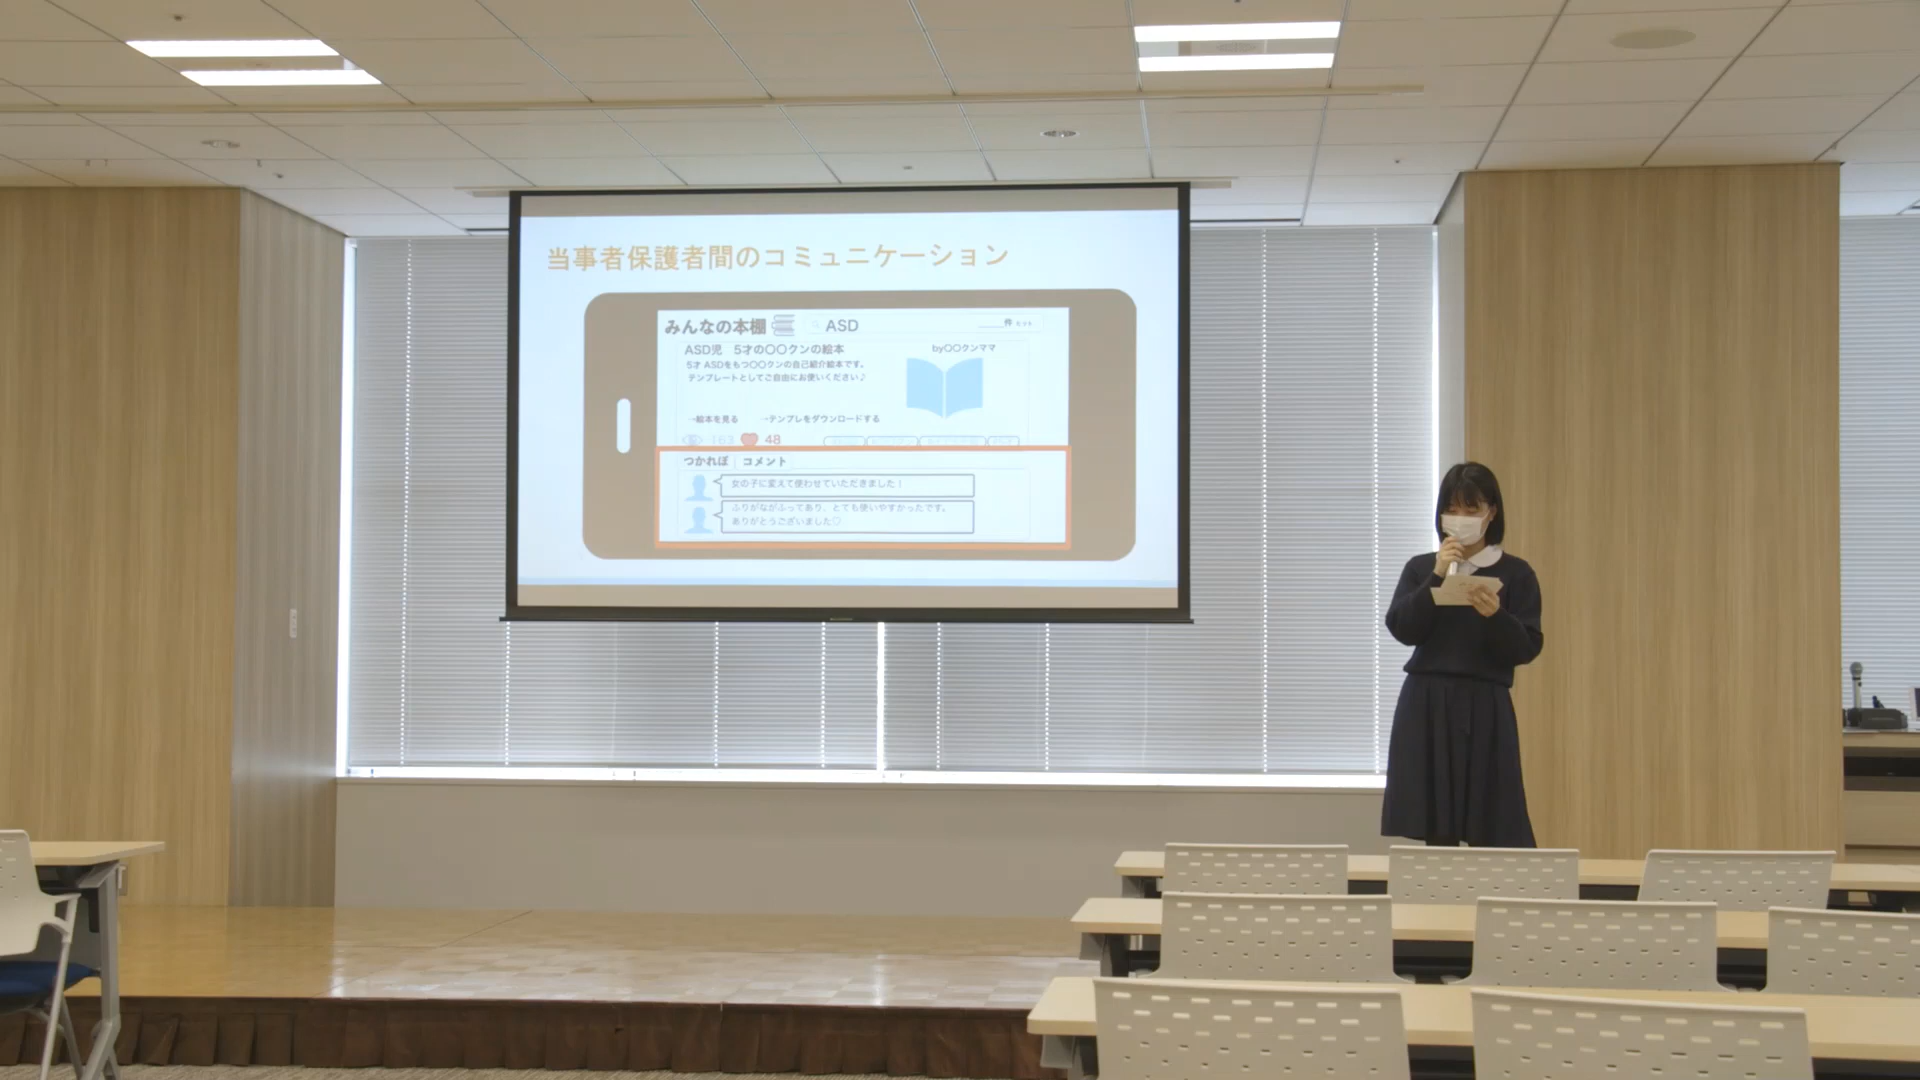 当事者保護者間のコミュニケーション
みんなの本棚 ASD 件 ヒット
ASD児 5才の〇〇クンの絵本
by〇〇クンママ
5才 ASDをもつ〇〇クンの自己紹介絵本です。
テンプレートとしてご自由にお使いください♪
→絵本を見る →テンプレをダウンロードする
163 48
つかれぽ | コメント
女の子に変えて使わせていただきました！
ふりがながふってあり、とても使いやすかったです。
ありがとうございました♡